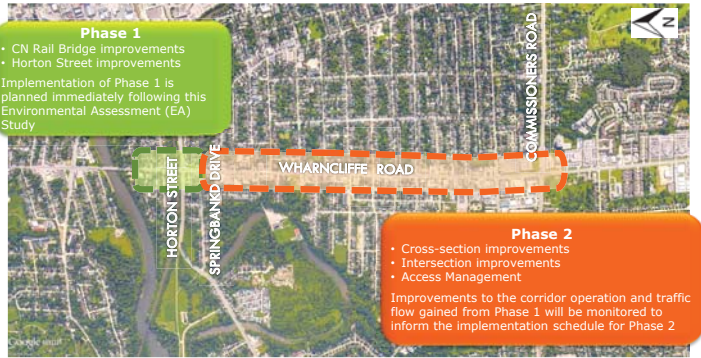 Phase 1
• CN Rail Bridge improvements
• Horton Street improvements
Implementation of Phase 1 is
planned immediately following this
Environmental Assessment (EA)
Study
N
COMMISSIONERS ROAD
WHARNCLIFFE ROAD
HORTON STREET
SPRINGBANKD DRIVE
Phase 2
• Cross-section improvements
• Intersection improvements
• Access Management
Improvements to the corridor operation and traffic
flow gained from Phase 1 will be monitored to
inform the implementation schedule for Phase 2
Google earth